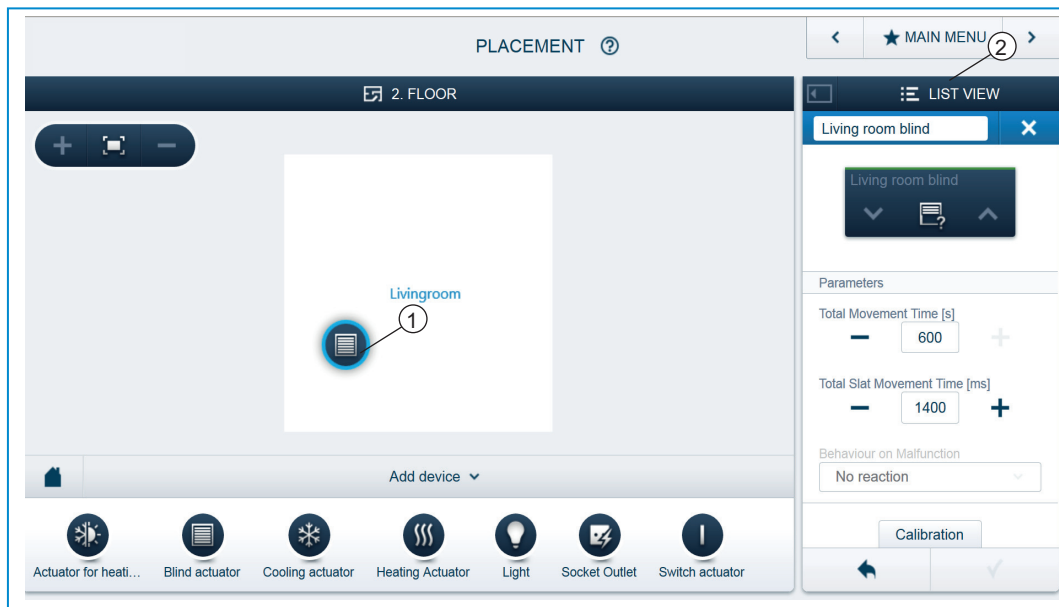 PLACEMENT ?
MAIN MENU
2
2. FLOOR
LIST VIEW
Living room blind
Living room blind
?
Livingroom
1
Parameters
Total Movement Time [s]
600
Total Slat Movement Time [ms]
1400
Behaviour on Malfunction
No reaction
Add device
Calibration
Actuator for heati... Blind actuator Cooling actuator Heating Actuator Light Socket Outlet Switch actuator